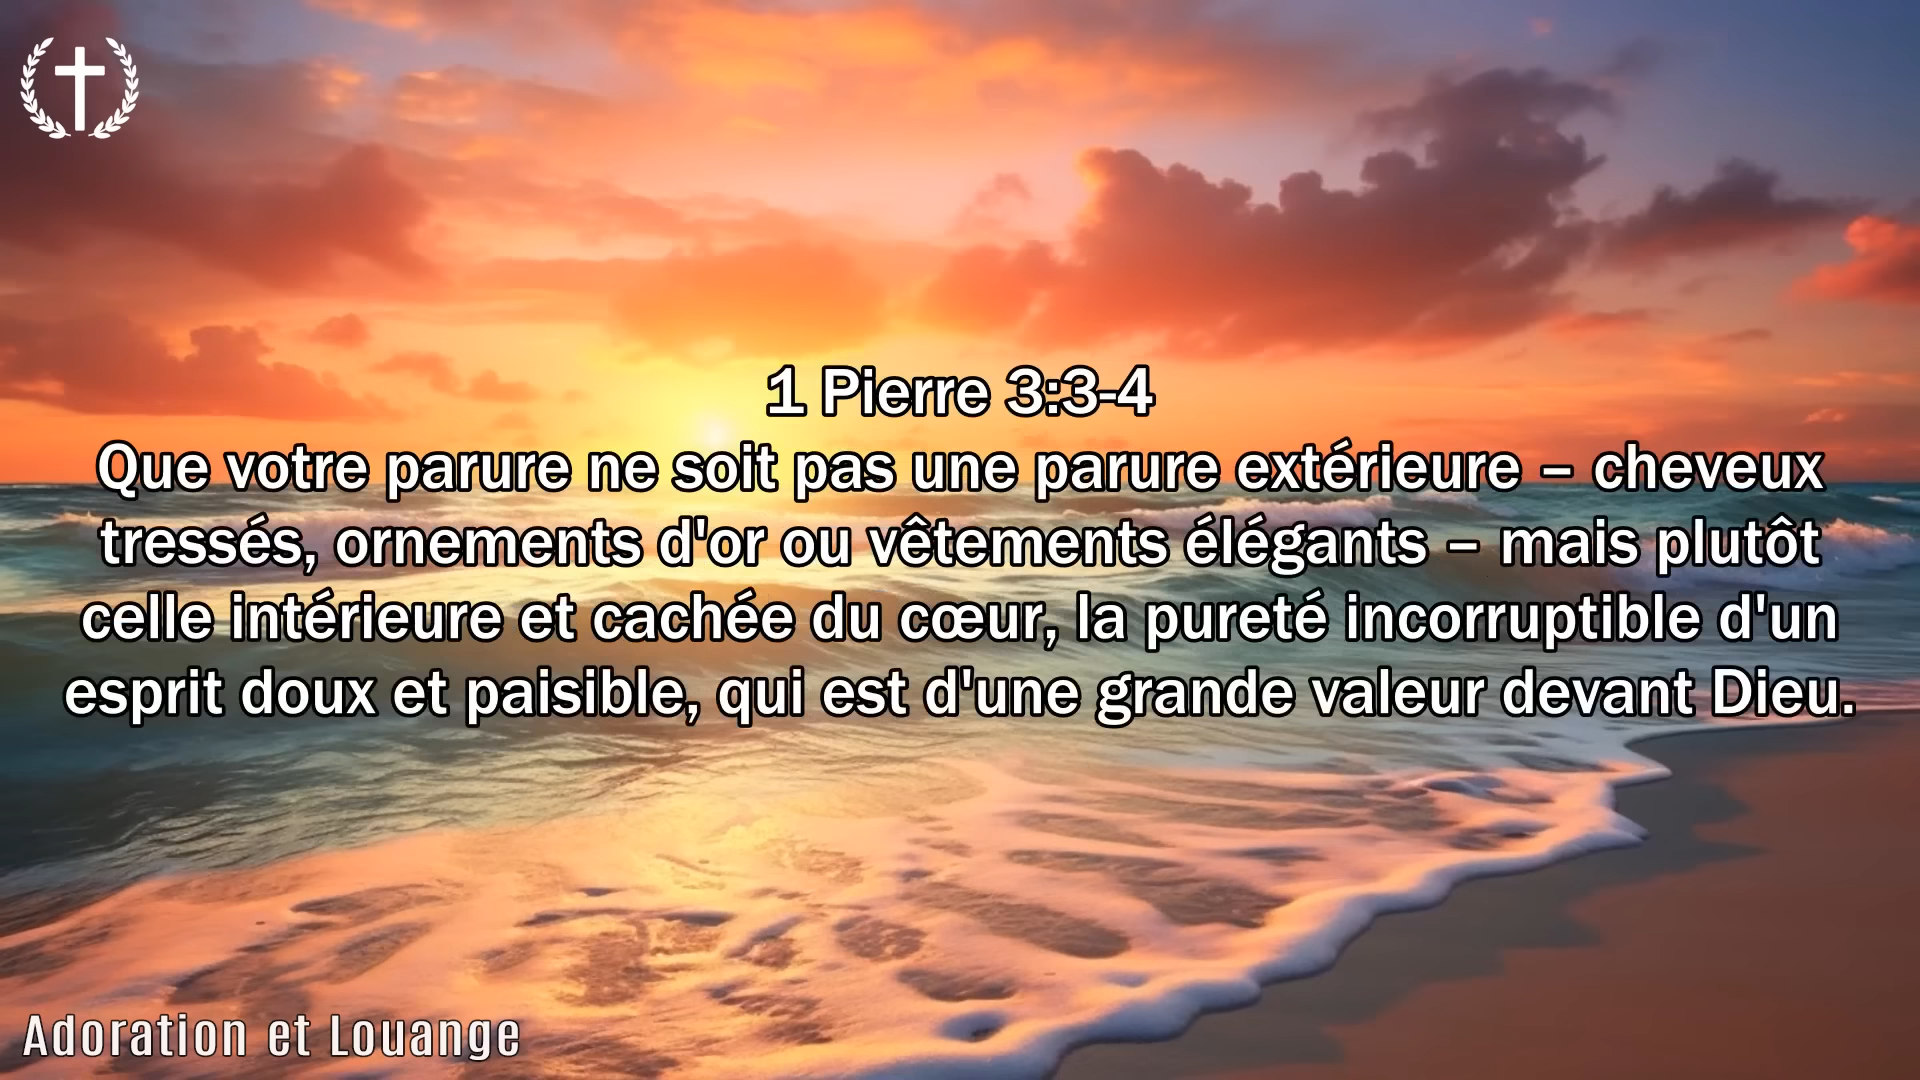 1 Pierre 3:3-4
Que votre parure ne soit pas une parure extérieure – cheveux
tressés, ornements d'or ou vêtements élégants – mais plutôt
celle intérieure et cachée du cœur, la pureté incorruptible d'un
esprit doux et paisible, qui est d'une grande valeur devant Dieu.
Adoration et Louange